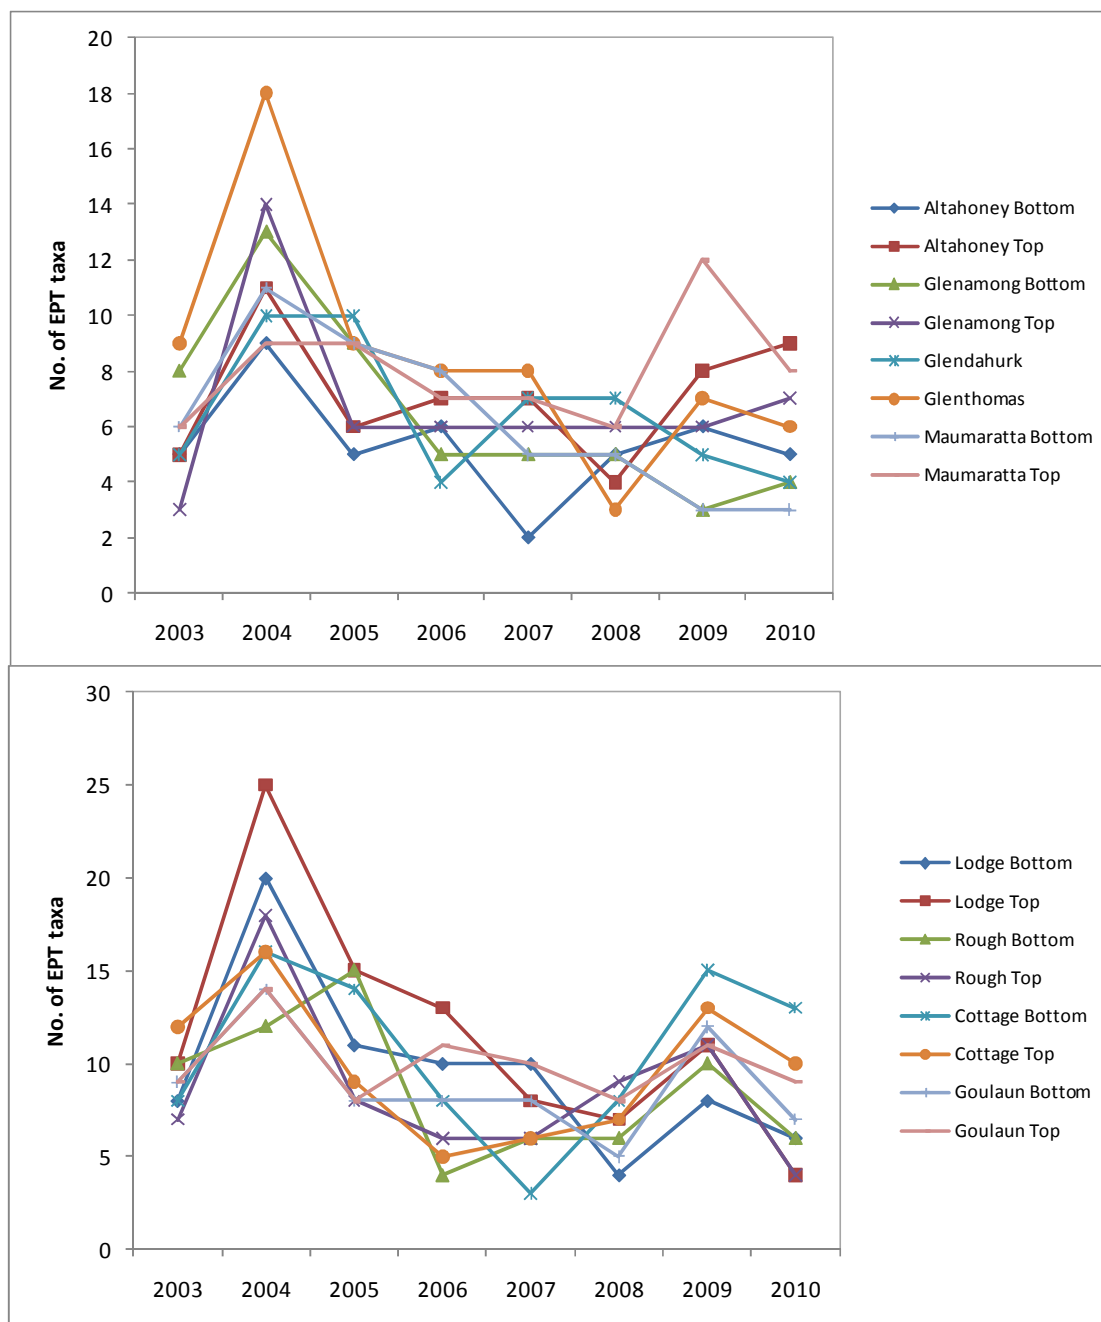 20
18
16
14
12
10
8
6
4
2
0
No. of EPT taxa
2003 2004 2005 2006 2007 2008 2009 2010
Altahoney Bottom
Altahoney Top
Glenamong Bottom
Glenamong Top
Glendahurk
Glenthomas
Maumaratta Bottom
Maumaratta Top
30
25
20
15
10
5
0
No. of EPT taxa
2003 2004 2005 2006 2007 2008 2009 2010
Lodge Bottom
Lodge Top
Rough Bottom
Rough Top
Cottage Bottom
Cottage Top
Goulaun Bottom
Goulaun Top